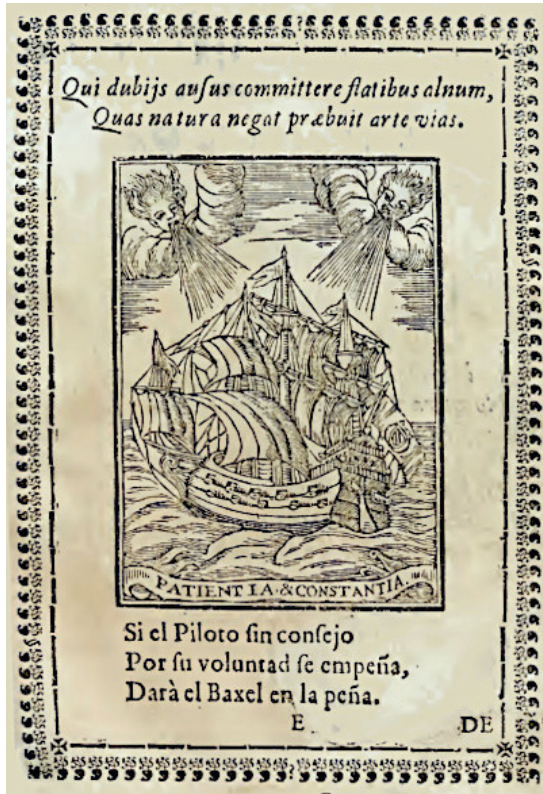 Qui dubijs auſus committere flatibus alnum,
Quas natura negat præbuit arte vias.
PATIENTIA·&CONSTANTIA.
Si el Piloto ſin conſejo
Por ſu voluntad ſe empeña,
Darà el Baxel en la peña.
E DE